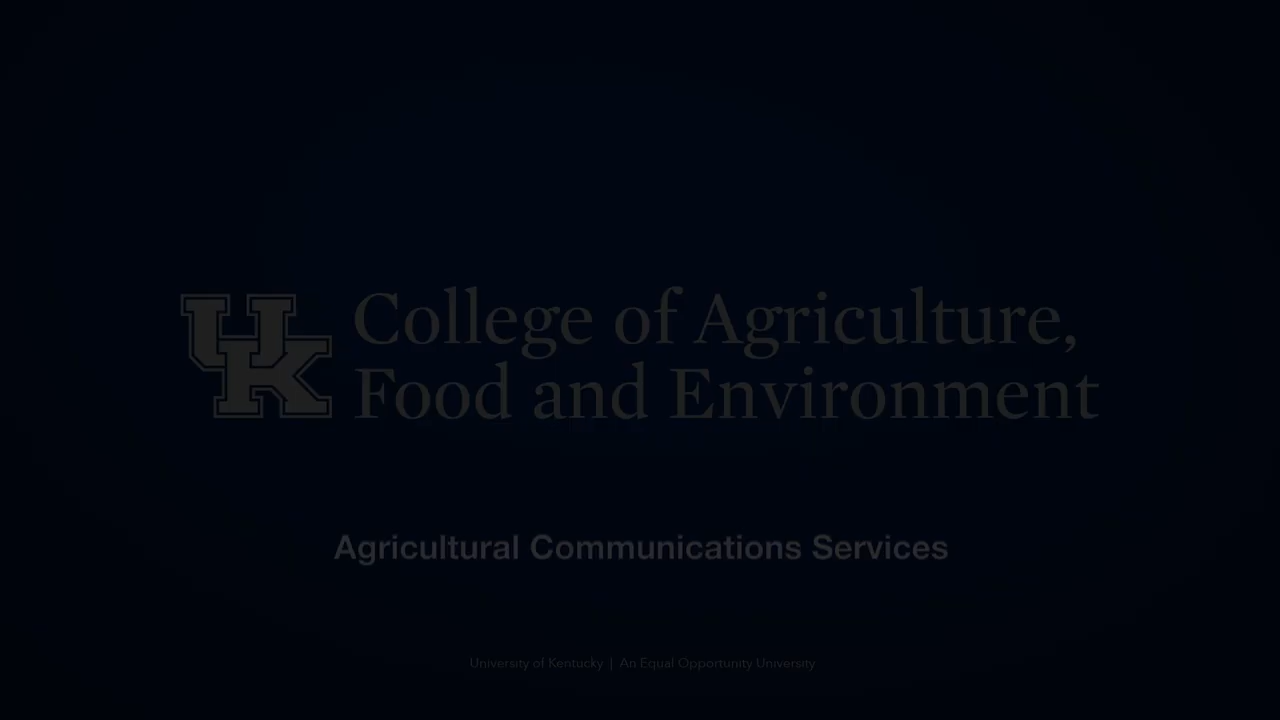 UK
College of Agriculture,
Food and Environment
Agricultural Communications Services
University of Kentucky | An Equal Opportunity University